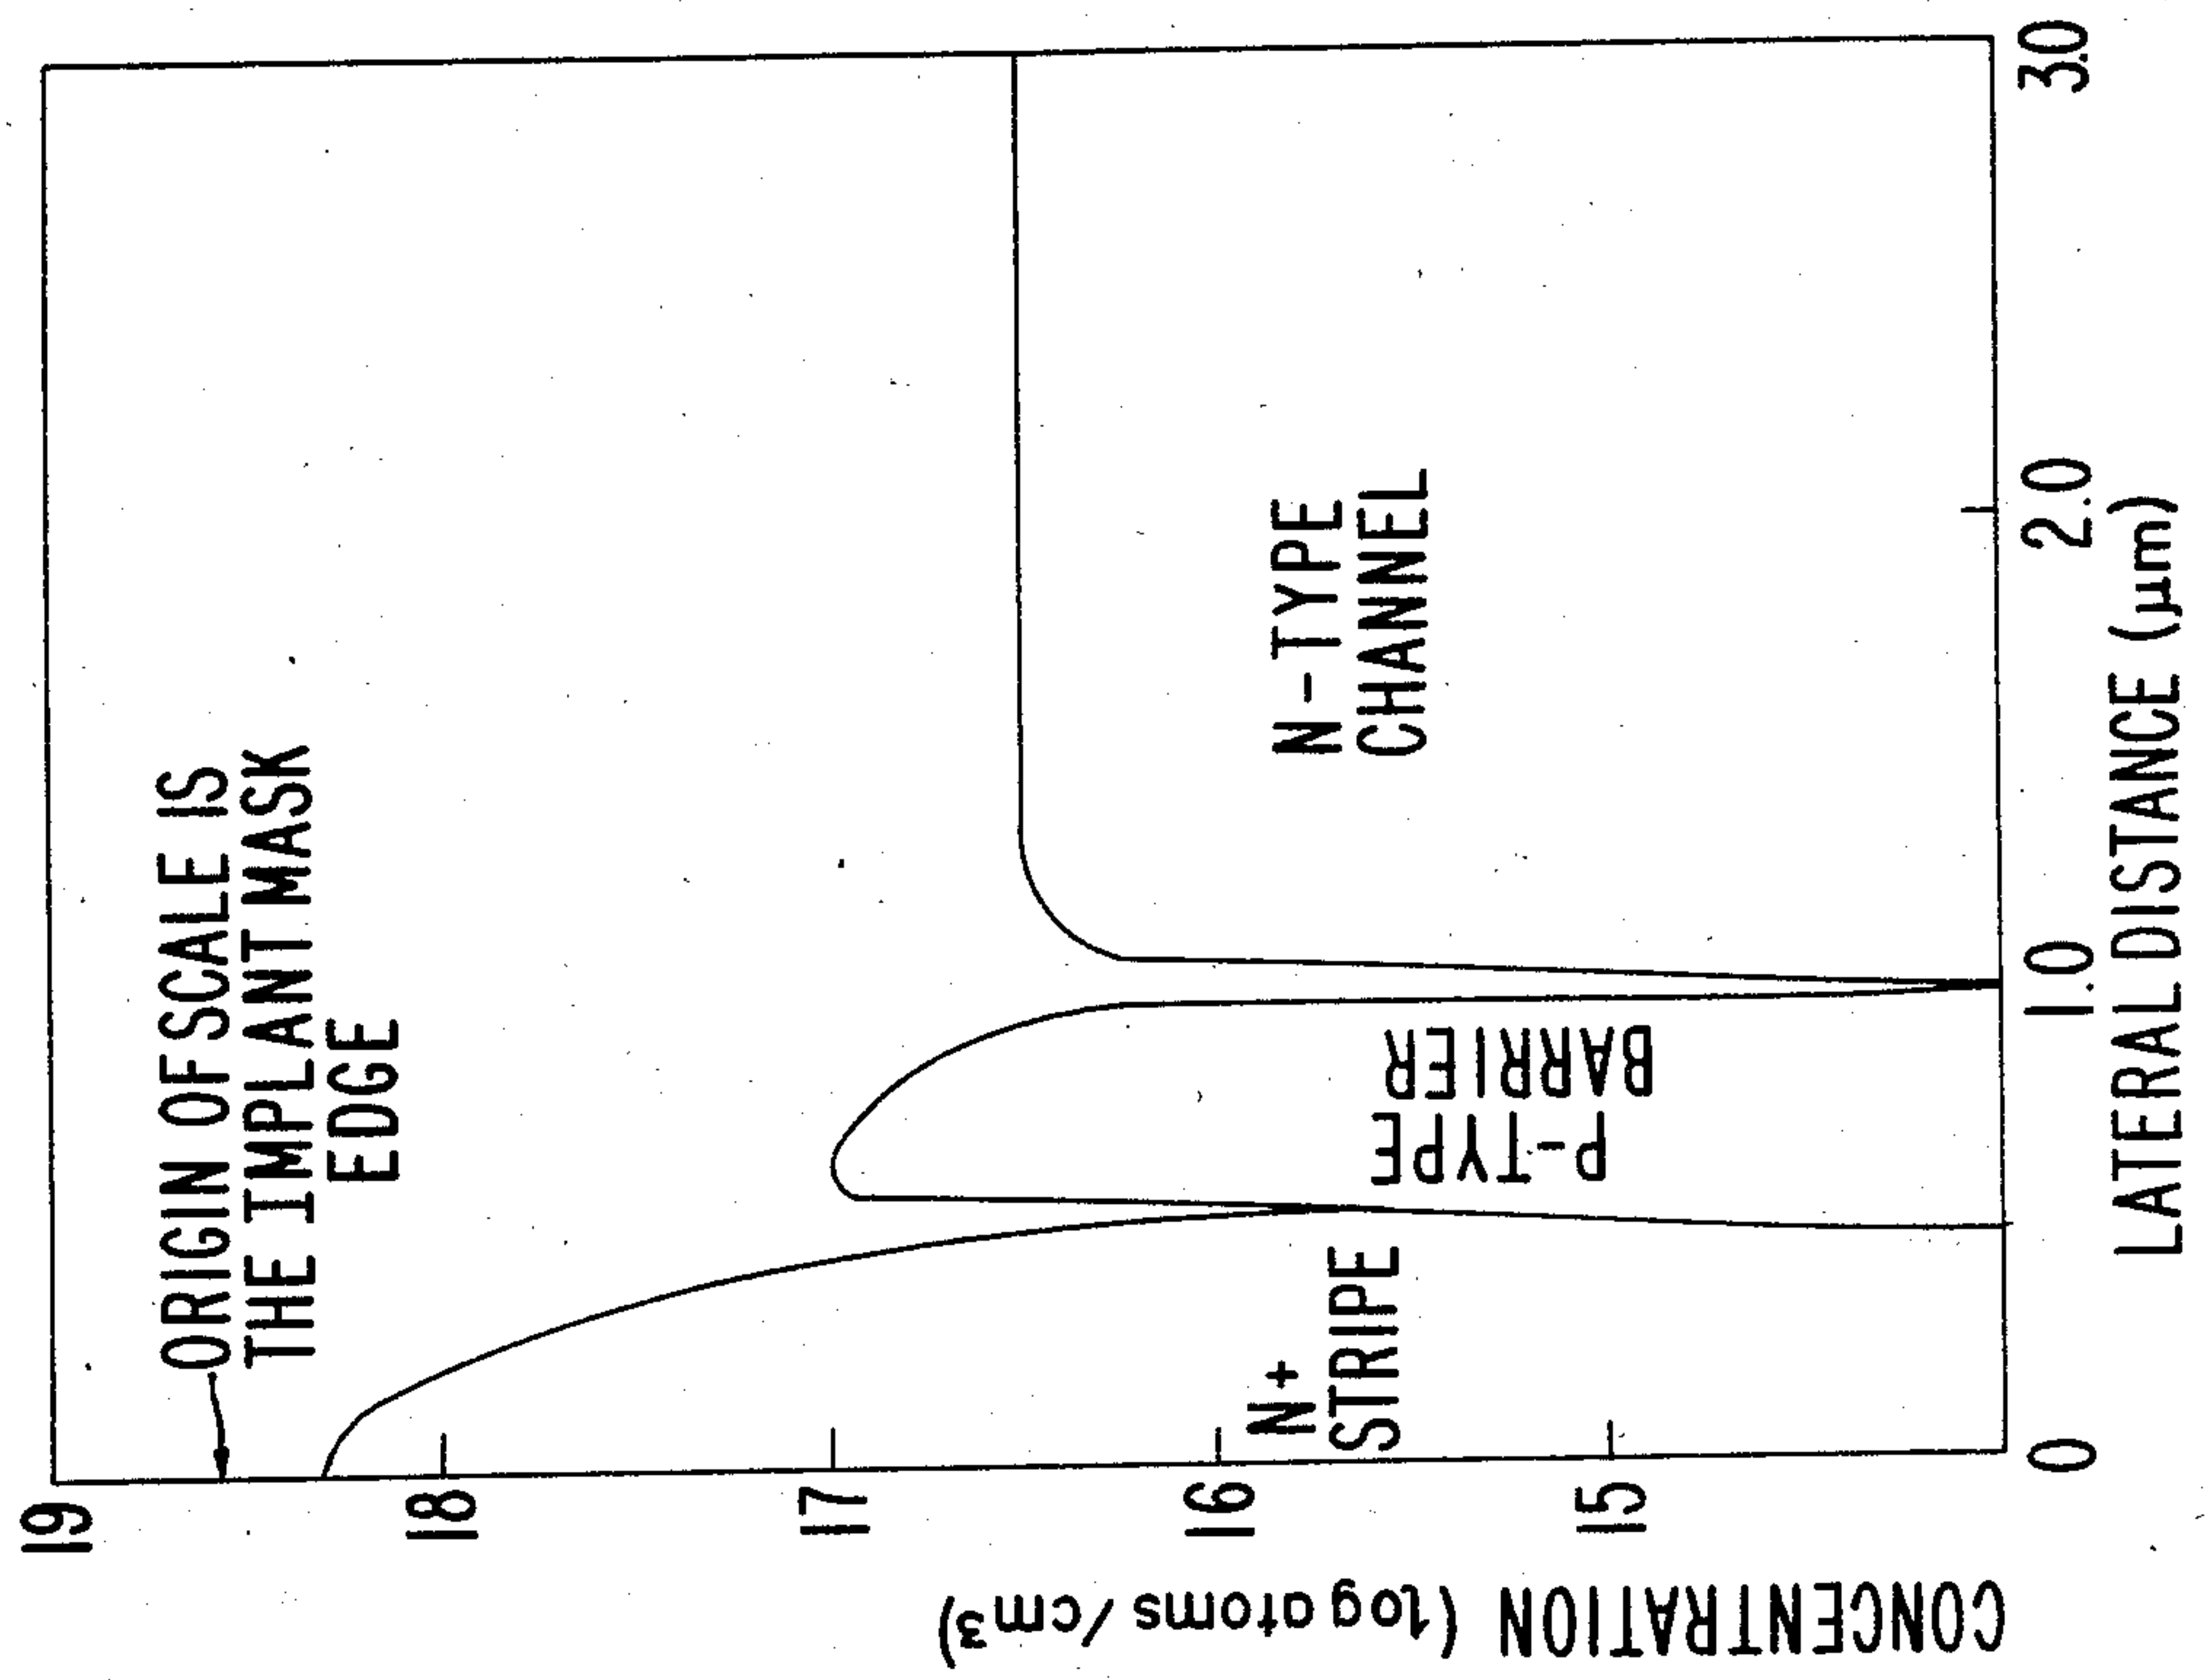 ORIGIN OF SCALE IS
THE IMPLANT MASK
EDGE
19
18
17
16
15
CONCENTRATION (log atoms/cm³)
N+
STRIPE
P-TYPE
BARRIER
N-TYPE
CHANNEL
0
1.0
2.0
3.0
LATERAL DISTANCE (μm)